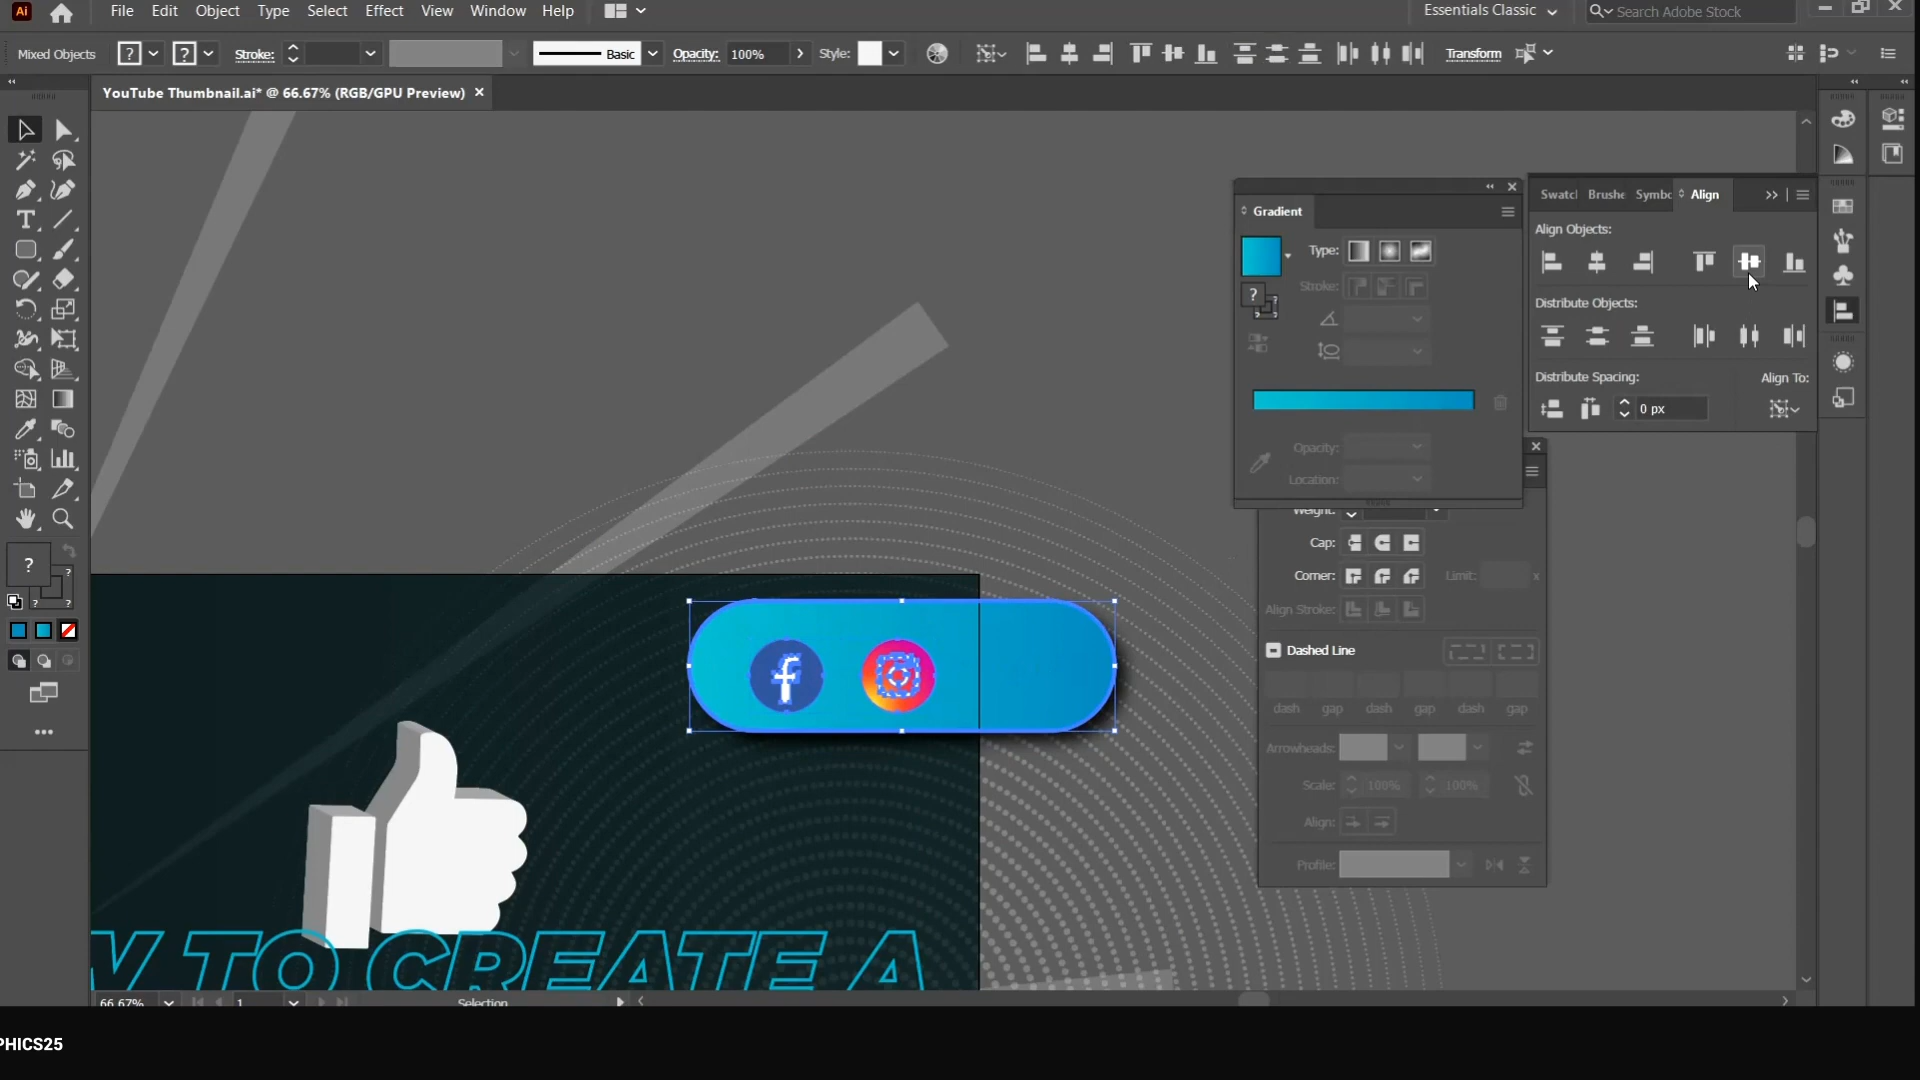 Ai
File Edit Object Type Select Effect View Window Help
Essentials Classic
Search Adobe Stock
Mixed Objects
?
?
Stroke:
Basic
Opacity:
100%
Style:
Transform
YouTube Thumbnail.ai* @ 66.67% (RGB/GPU Preview)
Swatcl Brushe Symbc Align
Align Objects:
Distribute Objects:
Distribute Spacing:
Align To:
0 px
Gradient
Type:
Stroke:
?
?
Opacity:
Location:
Weight:
Cap:
Corner:
Limit:
x
Align Stroke:
Dashed Line
dash gap dash gap dash gap
Arrowheads:
Scale:
100%
100%
Align:
Profile:
?
?
?
?
f
W TO CREATE A
66.67%
1
Selection
PHICS25